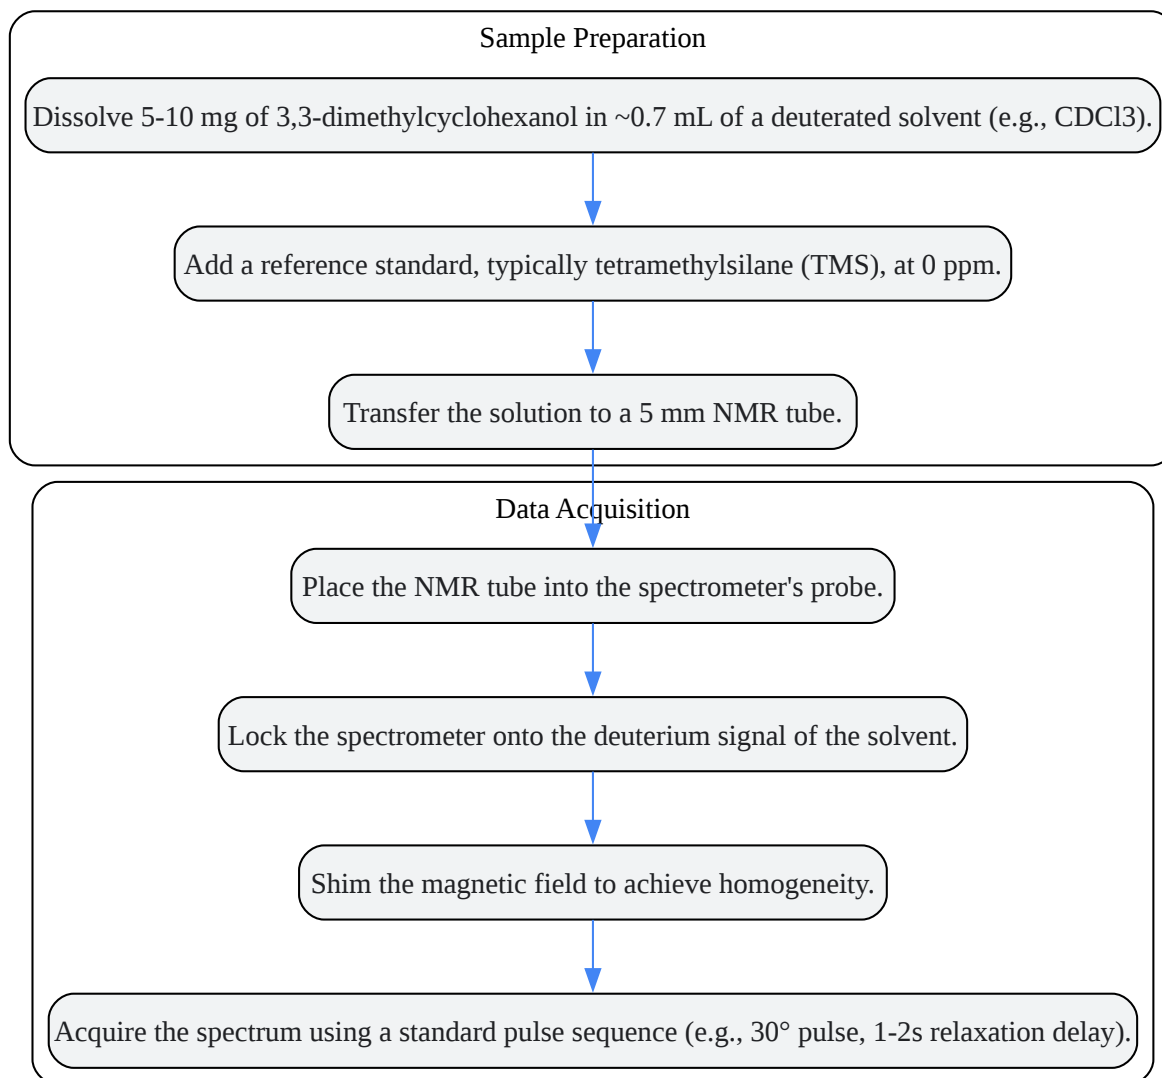 Sample Preparation
Dissolve 5-10 mg of 3,3-dimethylcyclohexanol in ~0.7 mL of a deuterated solvent (e.g., CDCl3).
Add a reference standard, typically tetramethylsilane (TMS), at 0 ppm.
Transfer the solution to a 5 mm NMR tube.
Data Acquisition
Place the NMR tube into the spectrometer's probe.
Lock the spectrometer onto the deuterium signal of the solvent.
Shim the magnetic field to achieve homogeneity.
Acquire the spectrum using a standard pulse sequence (e.g., 30° pulse, 1-2s relaxation delay).